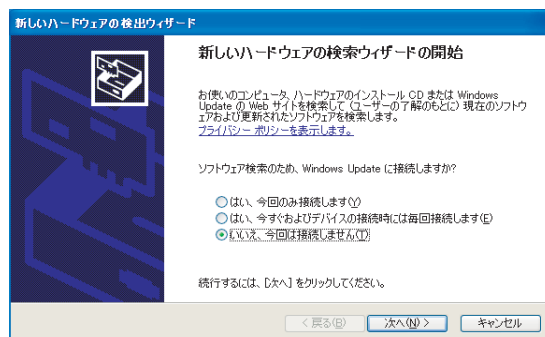 新しいハードウェアの検出ウィザード
新しいハードウェアの検索ウィザードの開始
お使いのコンピュータ、ハードウェアのインストール CD または Windows
Update の Web サイトを検索して (ユーザーの了解のもとに) 現在のソフトウ
ェアおよび更新されたソフトウェアを検索します。
プライバシー ポリシーを表示します。
ソフトウェア検索のため、Windows Update に接続しますか?
はい、今回のみ接続します(Y)
はい、今すぐおよびデバイスの接続時には毎回接続します(E)
いいえ、今回は接続しません(T)
続行するには、[次へ] をクリックしてください。
< 戻る(B)
次へ(N) >
キャンセル